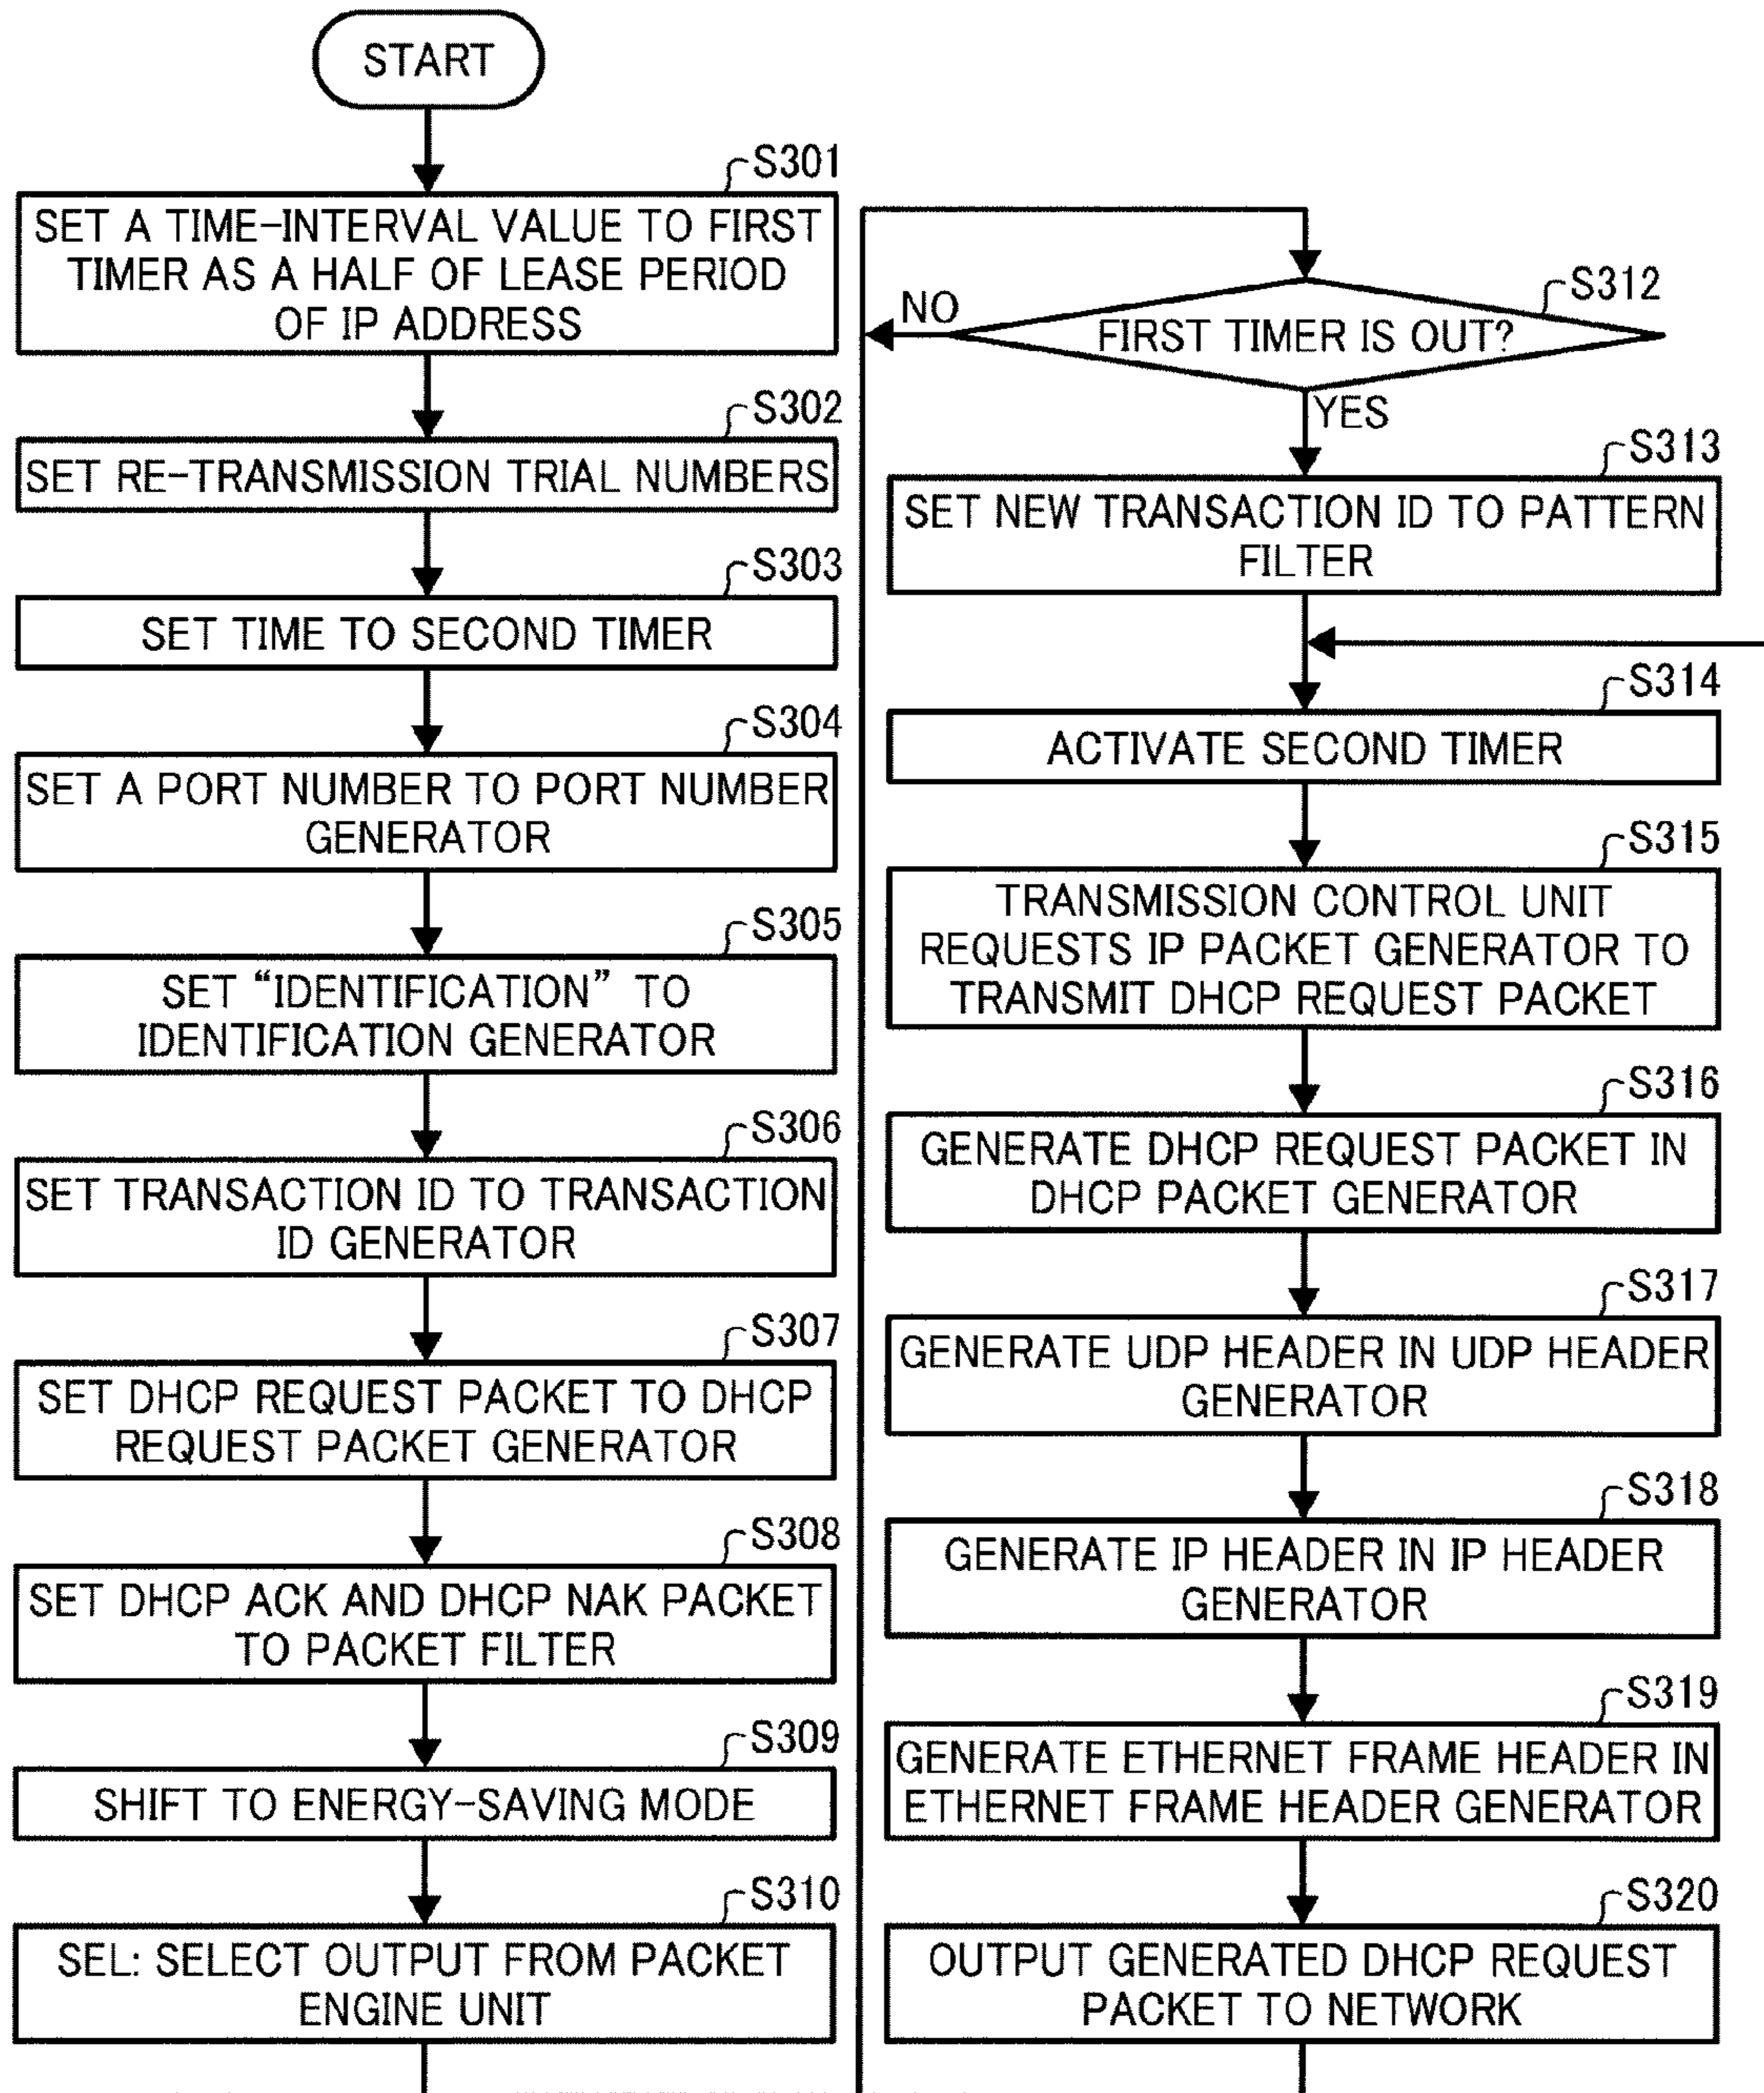 START
S301
SET A TIME-INTERVAL VALUE TO FIRST
TIMER AS A HALF OF LEASE PERIOD
OF IP ADDRESS
S302
SET RE-TRANSMISSION TRIAL NUMBERS
S303
SET TIME TO SECOND TIMER
S304
SET A PORT NUMBER TO PORT NUMBER
GENERATOR
S305
SET “IDENTIFICATION” TO
IDENTIFICATION GENERATOR
S306
SET TRANSACTION ID TO TRANSACTION
ID GENERATOR
S307
SET DHCP REQUEST PACKET TO DHCP
REQUEST PACKET GENERATOR
S308
SET DHCP ACK AND DHCP NAK PACKET
TO PACKET FILTER
S309
SHIFT TO ENERGY-SAVING MODE
S310
SEL: SELECT OUTPUT FROM PACKET
ENGINE UNIT
S312
NO
FIRST TIMER IS OUT?
YES
S313
SET NEW TRANSACTION ID TO PATTERN
FILTER
S314
ACTIVATE SECOND TIMER
S315
TRANSMISSION CONTROL UNIT
REQUESTS IP PACKET GENERATOR TO
TRANSMIT DHCP REQUEST PACKET
S316
GENERATE DHCP REQUEST PACKET IN
DHCP PACKET GENERATOR
S317
GENERATE UDP HEADER IN UDP HEADER
GENERATOR
S318
GENERATE IP HEADER IN IP HEADER
GENERATOR
S319
GENERATE ETHERNET FRAME HEADER IN
ETHERNET FRAME HEADER GENERATOR
S320
OUTPUT GENERATED DHCP REQUEST
PACKET TO NETWORK